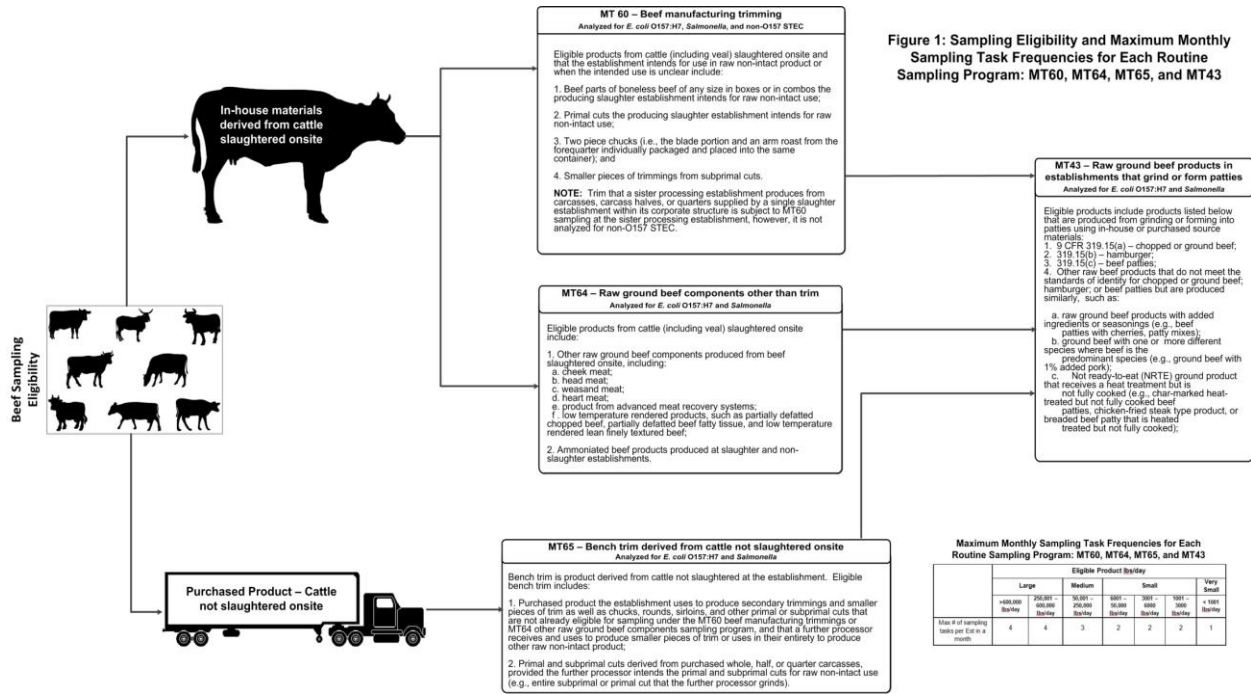 Figure 1: Sampling Eligibility and Maximum Monthly
Sampling Task Frequencies for Each Routine
Sampling Program: MT60, MT64, MT65, and MT43
Beef Sampling
Eligibility
In-house materials
derived from cattle
slaughtered onsite
MT 60 – Beef manufacturing trimming
Analyzed for E. coli O157:H7, Salmonella, and non-O157 STEC
Eligible products from cattle (including veal) slaughtered onsite and
that the establishment intends for use in raw non-intact product or
when the intended use is unclear include:
1. Beef parts of boneless beef of any size in boxes or in combos the
producing slaughter establishment intends for raw non-intact use;
2. Primal cuts the producing slaughter establishment intends for raw
non-intact use;
3. Two piece chucks (i.e., the blade portion and an arm roast from the
forequarter individually packaged and placed into the same
container); and
4. Smaller pieces of trimmings from subprimal cuts.
NOTE: Trim that a sister processing establishment produces from
carcasses, carcass halves, or quarters supplied by a single slaughter
establishment within its corporate structure is subject to MT60
sampling at the sister processing establishment, however, it is not
analyzed for non-O157 STEC.
MT64 – Raw ground beef components other than trim
Analyzed for E. coli O157:H7 and Salmonella
Eligible products from cattle (including veal) slaughtered onsite
include:
1. Other raw ground beef components produced from beef
slaughtered onsite, including:
a. cheek meat;
b. head meat;
c. weasand meat;
d. heart meat;
e. product from advanced meat recovery systems;
f . low temperature rendered products, such as partially defatted
chopped beef, partially defatted beef fatty tissue, and low temperature
rendered lean finely textured beef;
2. Ammoniated beef products produced at slaughter and non-
slaughter establishments.
MT43 – Raw ground beef products in
establishments that grind or form patties
Analyzed for E. coli O157:H7 and Salmonella
Eligible products include products listed below
that are produced from grinding or forming into
patties using in-house or purchased source
materials:
1. 9 CFR 319.15(a) – chopped or ground beef;
2. 319.15(b) – hamburger;
3. 319.15(c) – beef patties;
4. Other raw beef products that do not meet the
standards of identity for chopped or ground beef;
hamburger; or beef patties but are produced
similarly, such as:
a. raw ground beef products with added
ingredients or seasonings (e.g., beef
patties with cherries, patty mixes);
b. ground beef with one or more different
species where beef is the
predominant species (e.g., ground beef with
1% added pork);
c. Not ready-to-eat (NRTE) ground product
that receives a heat treatment but is
not fully cooked (e.g., char-marked heat-
treated but not fully cooked beef
patties, chicken-fried steak type product, or
breaded beef patty that is heated
treated but not fully cooked);
Purchased Product – Cattle
not slaughtered onsite
MT65 – Bench trim derived from cattle not slaughtered onsite
Analyzed for E. coli O157:H7 and Salmonella
Bench trim is product derived from cattle not slaughtered at the establishment. Eligible
bench trim includes:
1. Purchased product the establishment uses to produce secondary trimmings and smaller
pieces of trim as well as chucks, rounds, sirloins, and other primal or subprimal cuts that
are not already eligible for sampling under the MT60 beef manufacturing trimmings or
MT64 other raw ground beef components sampling program, and that a further processor
receives and uses to produce smaller pieces of trim or uses in their entirety to produce
other raw non-intact product;
2. Primal and subprimal cuts derived from purchased whole, half, or quarter carcasses,
provided the further processor intends the primal and subprimal cuts for raw non-intact use
(e.g., entire subprimal or primal cut that the further processor grinds).
Maximum Monthly Sampling Task Frequencies for Each
Routine Sampling Program: MT60, MT64, MT65, and MT43
Eligible Product lbs/day
Large Medium Small Very Small
>600,000 lbs/day 250,001 – 600,000 lbs/day 50,001 – 250,000 lbs/day 6001 – 50,000 lbs/day 3001 – 6000 lbs/day 1001 – 3000 lbs/day < 1001 lbs/day
Max # of sampling tasks per Est in a month 4 4 3 2 2 2 1